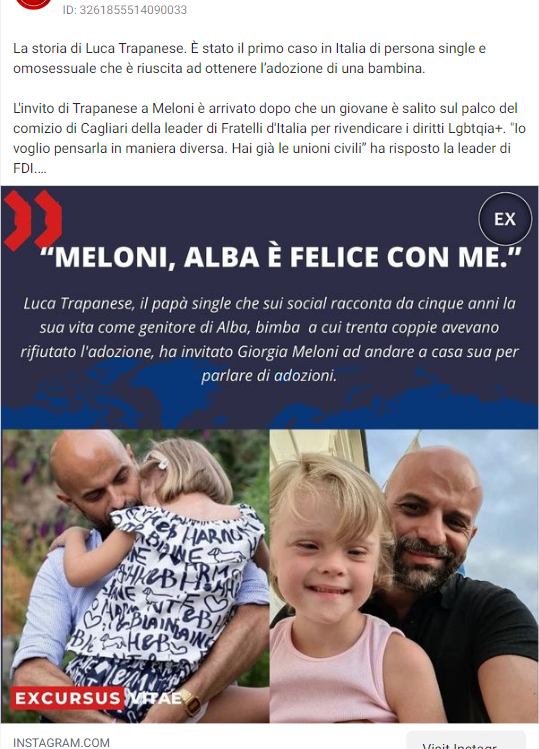 ID: 3261855514090033
La storia di Luca Trapanese. È stato il primo caso in Italia di persona single e
omosessuale che è riuscita ad ottenere l'adozione di una bambina.
L'invito di Trapanese a Meloni è arrivato dopo che un giovane è salito sul palco del
comizio di Cagliari della leader di Fratelli d'Italia per rivendicare i diritti Lgbtqia+. "Io
voglio pensarla in maniera diversa. Hai già le unioni civili" ha risposto la leader di
FDI....
EX
"MELONI, ALBA È FELICE CON ME."
Luca Trapanese, il papà single che sui social racconta da cinque anni la
sua vita come genitore di Alba, bimba a cui trenta coppie avevano
rifiutato l'adozione, ha invitato Giorgia Meloni ad andare a casa sua per
parlare di adozioni.
EXCURSUS VITAE
INSTAGRAM.COM